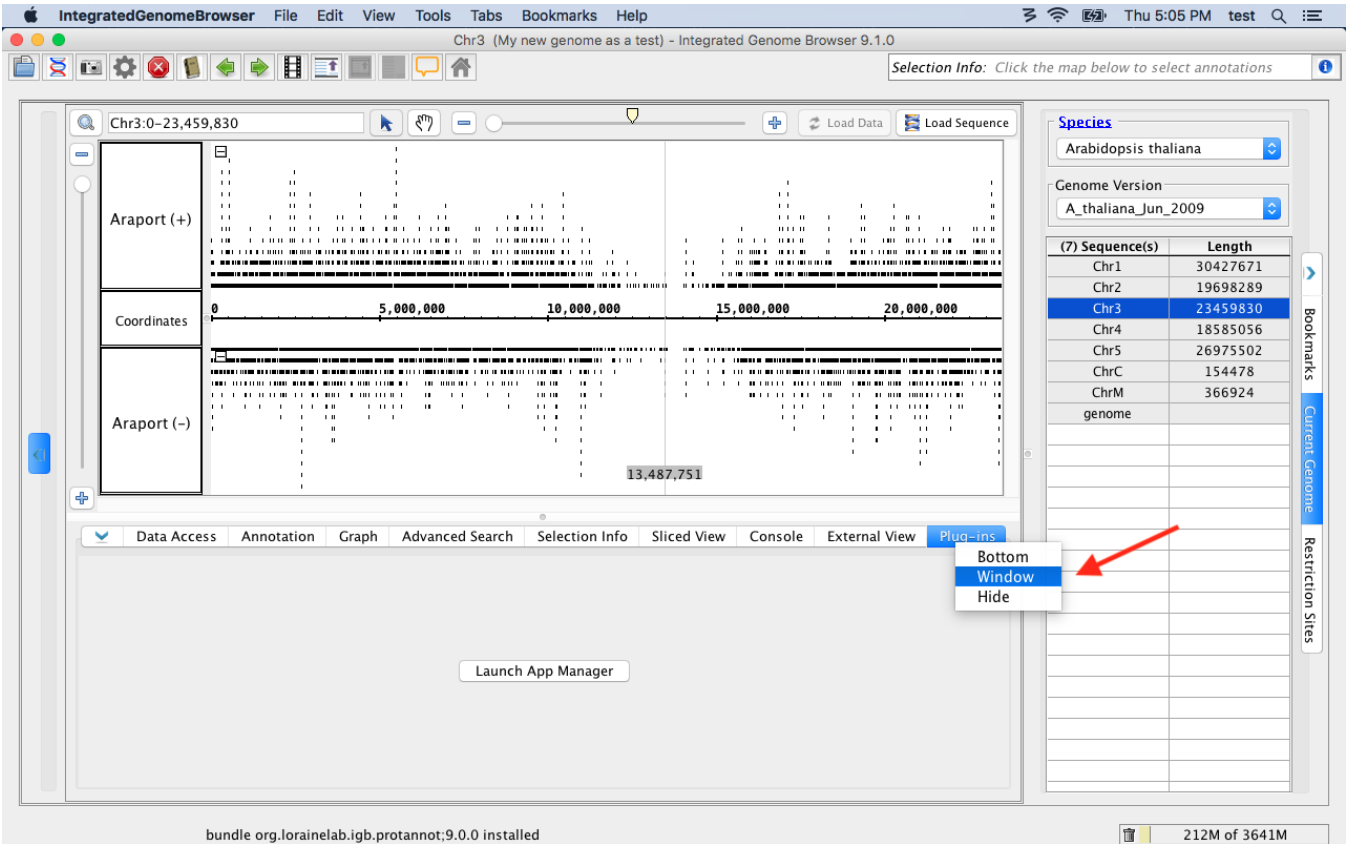 IntegratedGenomeBrowser File Edit View Tools Tabs Bookmarks Help Thu 5:05 PM test
Chr3 (My new genome as a test) - Integrated Genome Browser 9.1.0
Selection Info: Click the map below to select annotations
Chr3:0-23,459,830 Load Data Load Sequence
Araport (+)
Coordinates
0 5,000,000 10,000,000 15,000,000 20,000,000
Araport (-)
13,487,751
Species
Arabidopsis thaliana
Genome Version
A_thaliana_Jun_2009
(7) Sequence(s) Length
Chr1 30427671
Chr2 19698289
Chr3 23459830
Chr4 18585056
Chr5 26975502
ChrC 154478
ChrM 366924
genome
Bookmarks
Current Genome
Restriction Sites
Data Access Annotation Graph Advanced Search Selection Info Sliced View Console External View Plug-ins
Bottom
Window
Hide
Launch App Manager
bundle org.lorainelab.igb.protannot;9.0.0 installed
212M of 3641M